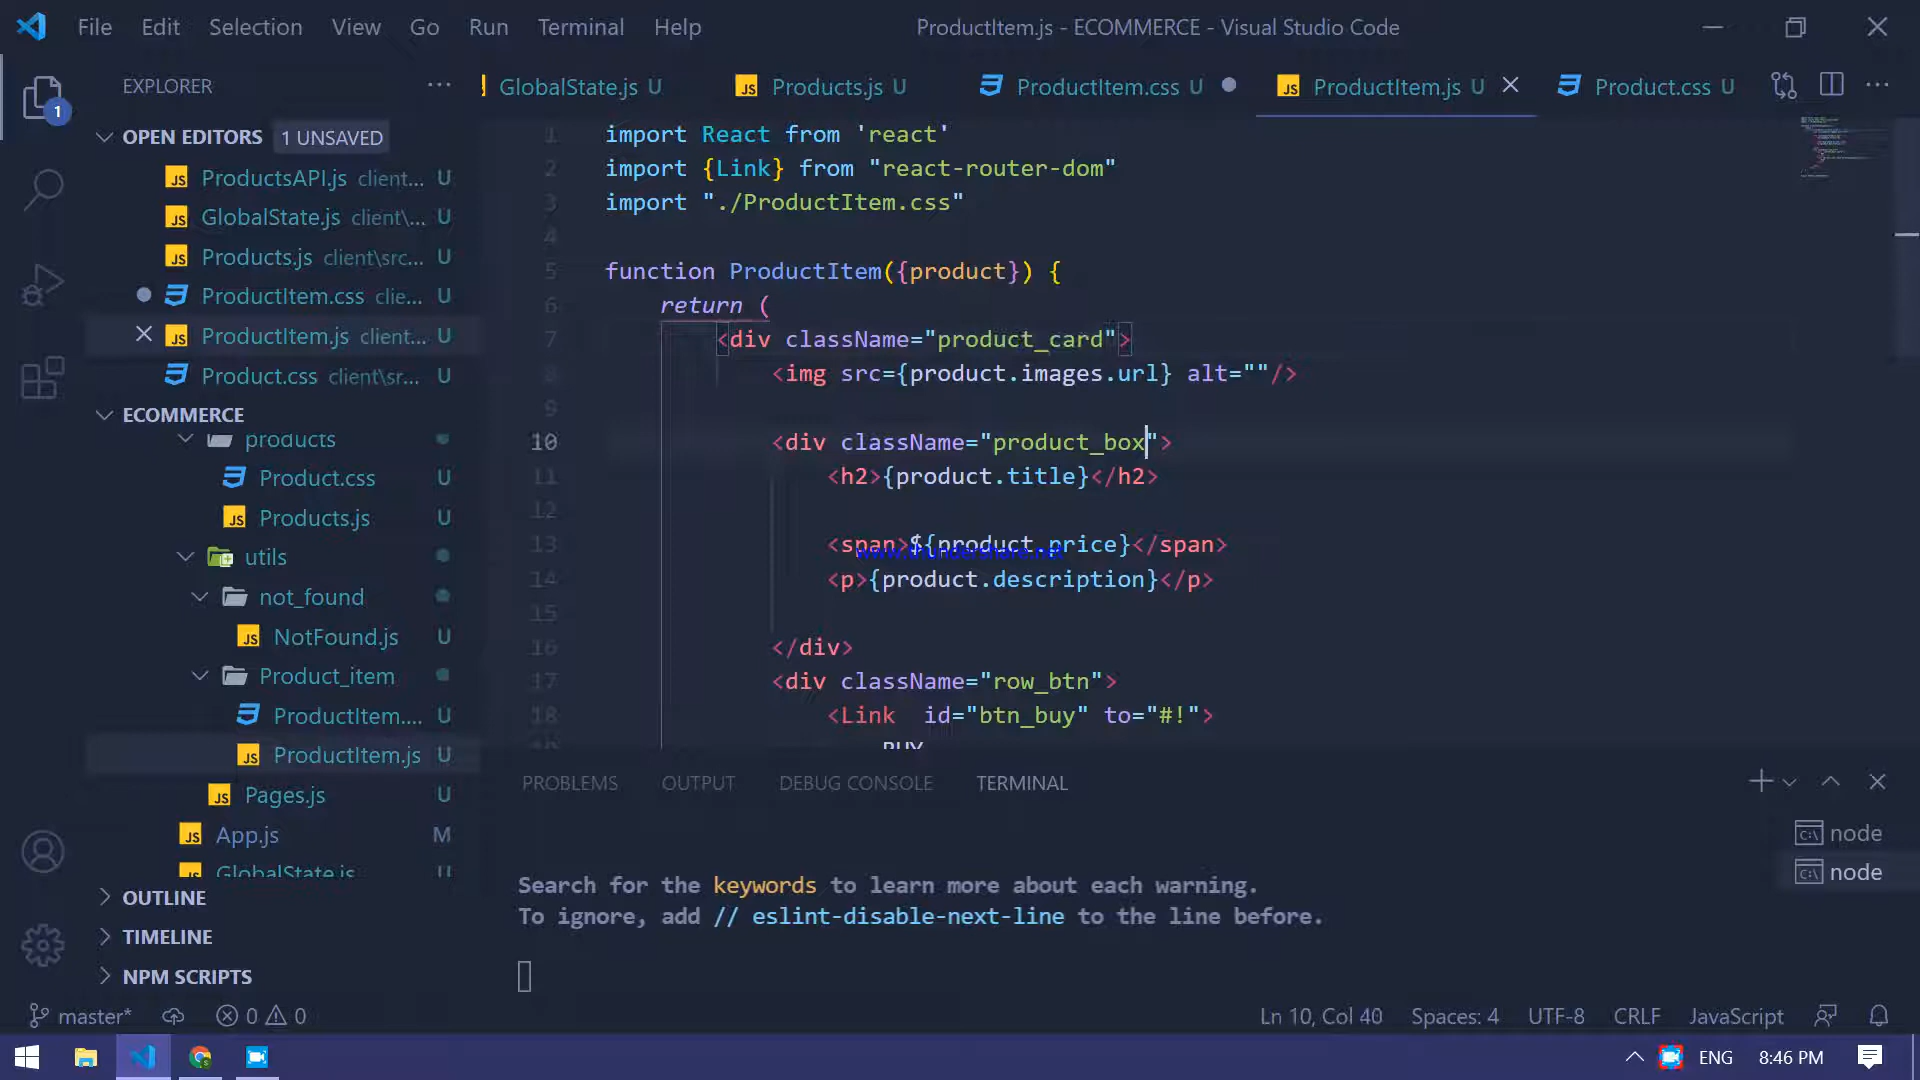 File Edit Selection View Go Run Terminal Help ProductItem.js - ECOMMERCE - Visual Studio Code
EXPLORER
GlobalState.js U Products.js U ProductItem.css U ProductItem.js U Product.css U
1
OPEN EDITORS 1 UNSAVED
ProductsAPI.js client... U
GlobalState.js client\... U
Products.js client\src... U
ProductItem.css clie... U
ProductItem.js client... U
Product.css client\sr... U
ECOMMERCE
products
Product.css U
Products.js U
utils
not_found
NotFound.js U
Product_item
ProductItem.... U
ProductItem.js U
Pages.js U
App.js M
GlobalState.js U
OUTLINE
TIMELINE
NPM SCRIPTS
1 import React from 'react'
2 import {Link} from "react-router-dom"
3 import "./ProductItem.css"
4
5 function ProductItem({product}) {
6 return (
7 <div className="product_card">
8 <img src={product.images.url} alt=""/>
9
10 <div className="product_box">
11 <h2>{product.title}</h2>
12
13 <span>${product.price}</span>
www.thundershare.net
14 <p>{product.description}</p>
15
16 </div>
17 <div className="row_btn">
18 <Link id="btn_buy" to="#!">
19 BUY
PROBLEMS OUTPUT DEBUG CONSOLE TERMINAL
node
node
Search for the keywords to learn more about each warning.
To ignore, add // eslint-disable-next-line to the line before.
master* 0 0 Ln 10, Col 40 Spaces: 4 UTF-8 CRLF JavaScript
ENG 8:46 PM